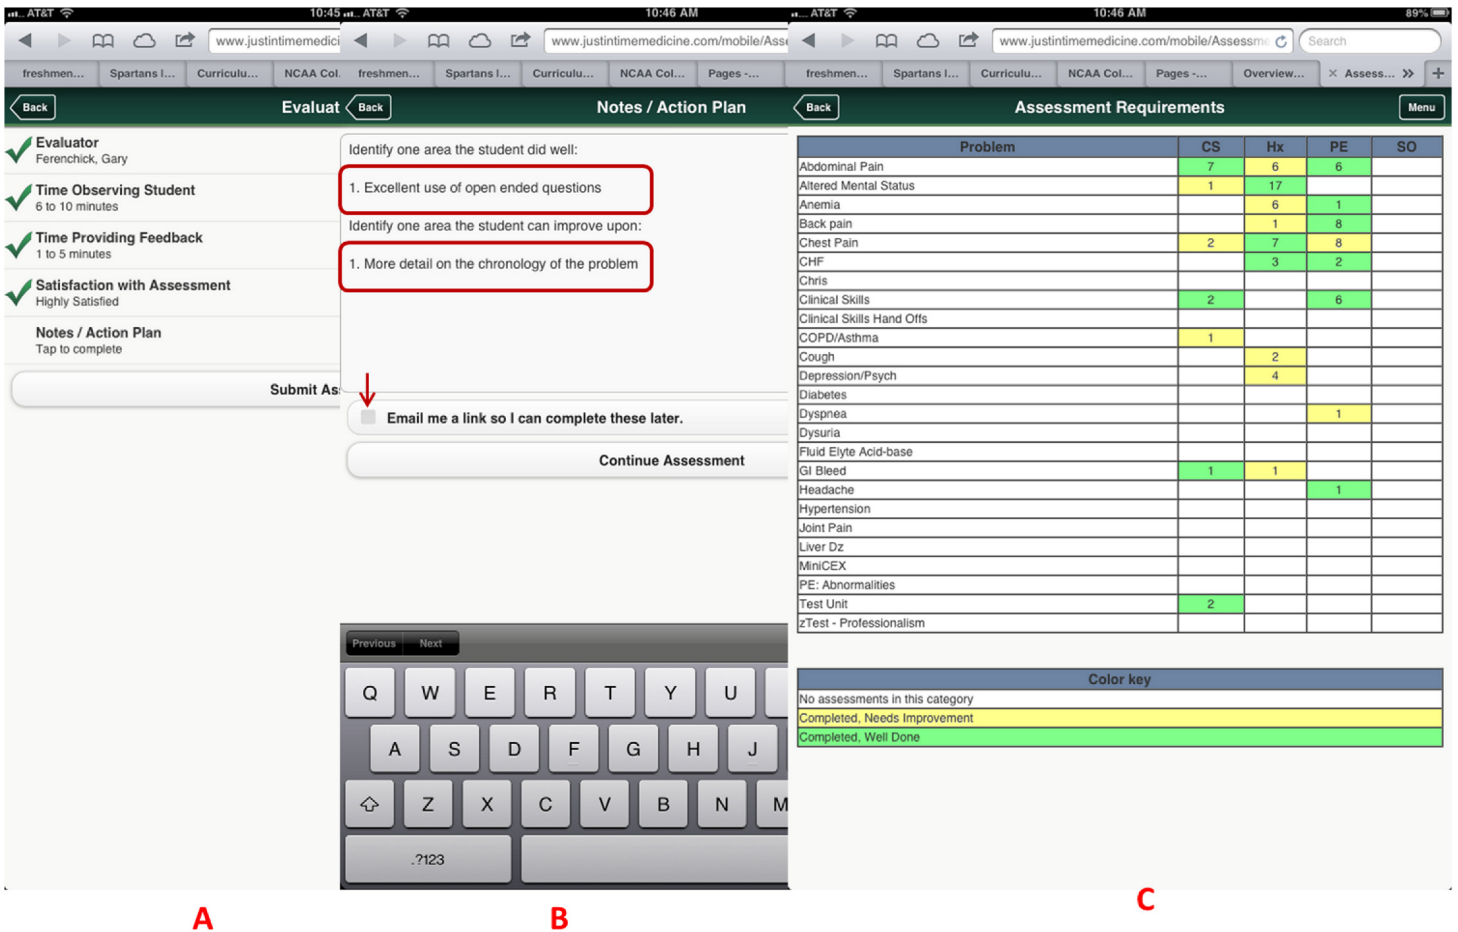 AT&T 10:45
www.justintimemedici
freshmen... Spartans I... Curriculu... NCAA Col.
Back Evaluat
Evaluator
Ferenchick, Gary
Time Observing Student
6 to 10 minutes
Time Providing Feedback
1 to 5 minutes
Satisfaction with Assessment
Highly Satisfied
Notes / Action Plan
Tap to complete
Submit As
A
AT&T 10:46 AM
www.justintimemedicine.com/mobile/Asse
freshmen... Spartans I... Curriculu... NCAA Col... Pages -...
Back Notes / Action Plan
Identify one area the student did well:
1. Excellent use of open ended questions
Identify one area the student can improve upon:
1. More detail on the chronology of the problem
Email me a link so I can complete these later.
Continue Assessment
Previous Next
Q W E R T Y U
A S D F G H J
Z X C V B N M
.?123
B
AT&T 10:46 AM 89%
www.justintimemedicine.com/mobile/Assessme Search
freshmen... Spartans I... Curriculu... NCAA Col... Pages -... Overview... × Assess... >> +
Back Assessment Requirements Menu
Problem CS Hx PE SO
Abdominal Pain 7 6 6
Altered Mental Status 1 17
Anemia 6 1
Back pain 1 8
Chest Pain 2 7 8
CHF 3 2
Chris
Clinical Skills 2 6
Clinical Skills Hand Offs
COPD/Asthma 1
Cough 2
Depression/Psych 4
Diabetes
Dyspnea 1
Dysuria
Fluid Elyte Acid-base
GI Bleed 1 1
Headache 1
Hypertension
Joint Pain
Liver Dz
MiniCEX
PE: Abnormalities
Test Unit 2
zTest - Professionalism
Color key
No assessments in this category
Completed, Needs Improvement
Completed, Well Done
C